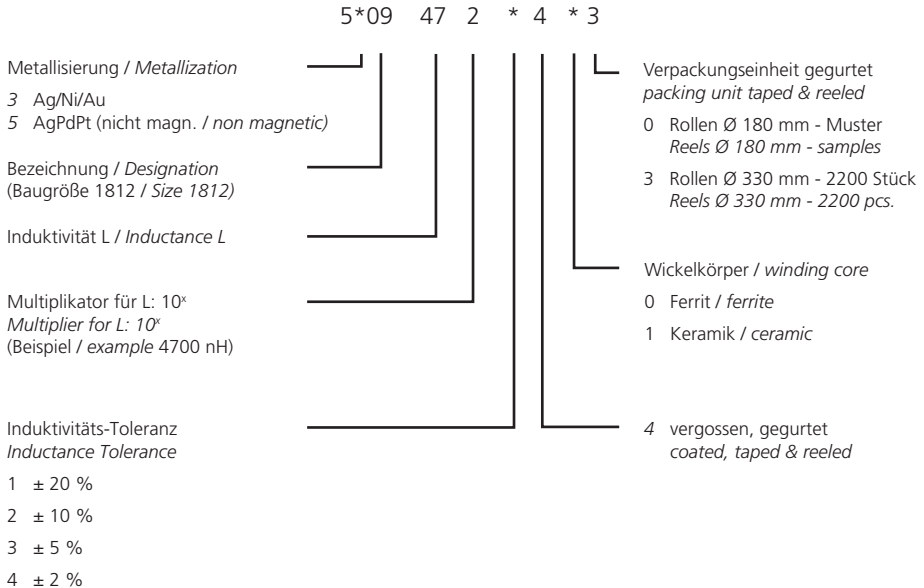 5*09 47 2 * 4 * 3
Metallisierung / Metallization
3 Ag/Ni/Au
5 AgPdPt (nicht magn. / non magnetic)
Bezeichnung / Designation
(Baugröße 1812 / Size 1812)
Induktivität L / Inductance L
Multiplikator für L: 10ˣ
Multiplier for L: 10ˣ
(Beispiel / example 4700 nH)
Induktivitäts-Toleranz
Inductance Tolerance
1 ± 20 %
2 ± 10 %
3 ± 5 %
4 ± 2 %
Verpackungseinheit gegurtet
packing unit taped & reeled
0 Rollen Ø 180 mm - Muster
Reels Ø 180 mm - samples
3 Rollen Ø 330 mm - 2200 Stück
Reels Ø 330 mm - 2200 pcs.
Wickelkörper / winding core
0 Ferrit / ferrite
1 Keramik / ceramic
4 vergossen, gegurtet
coated, taped & reeled